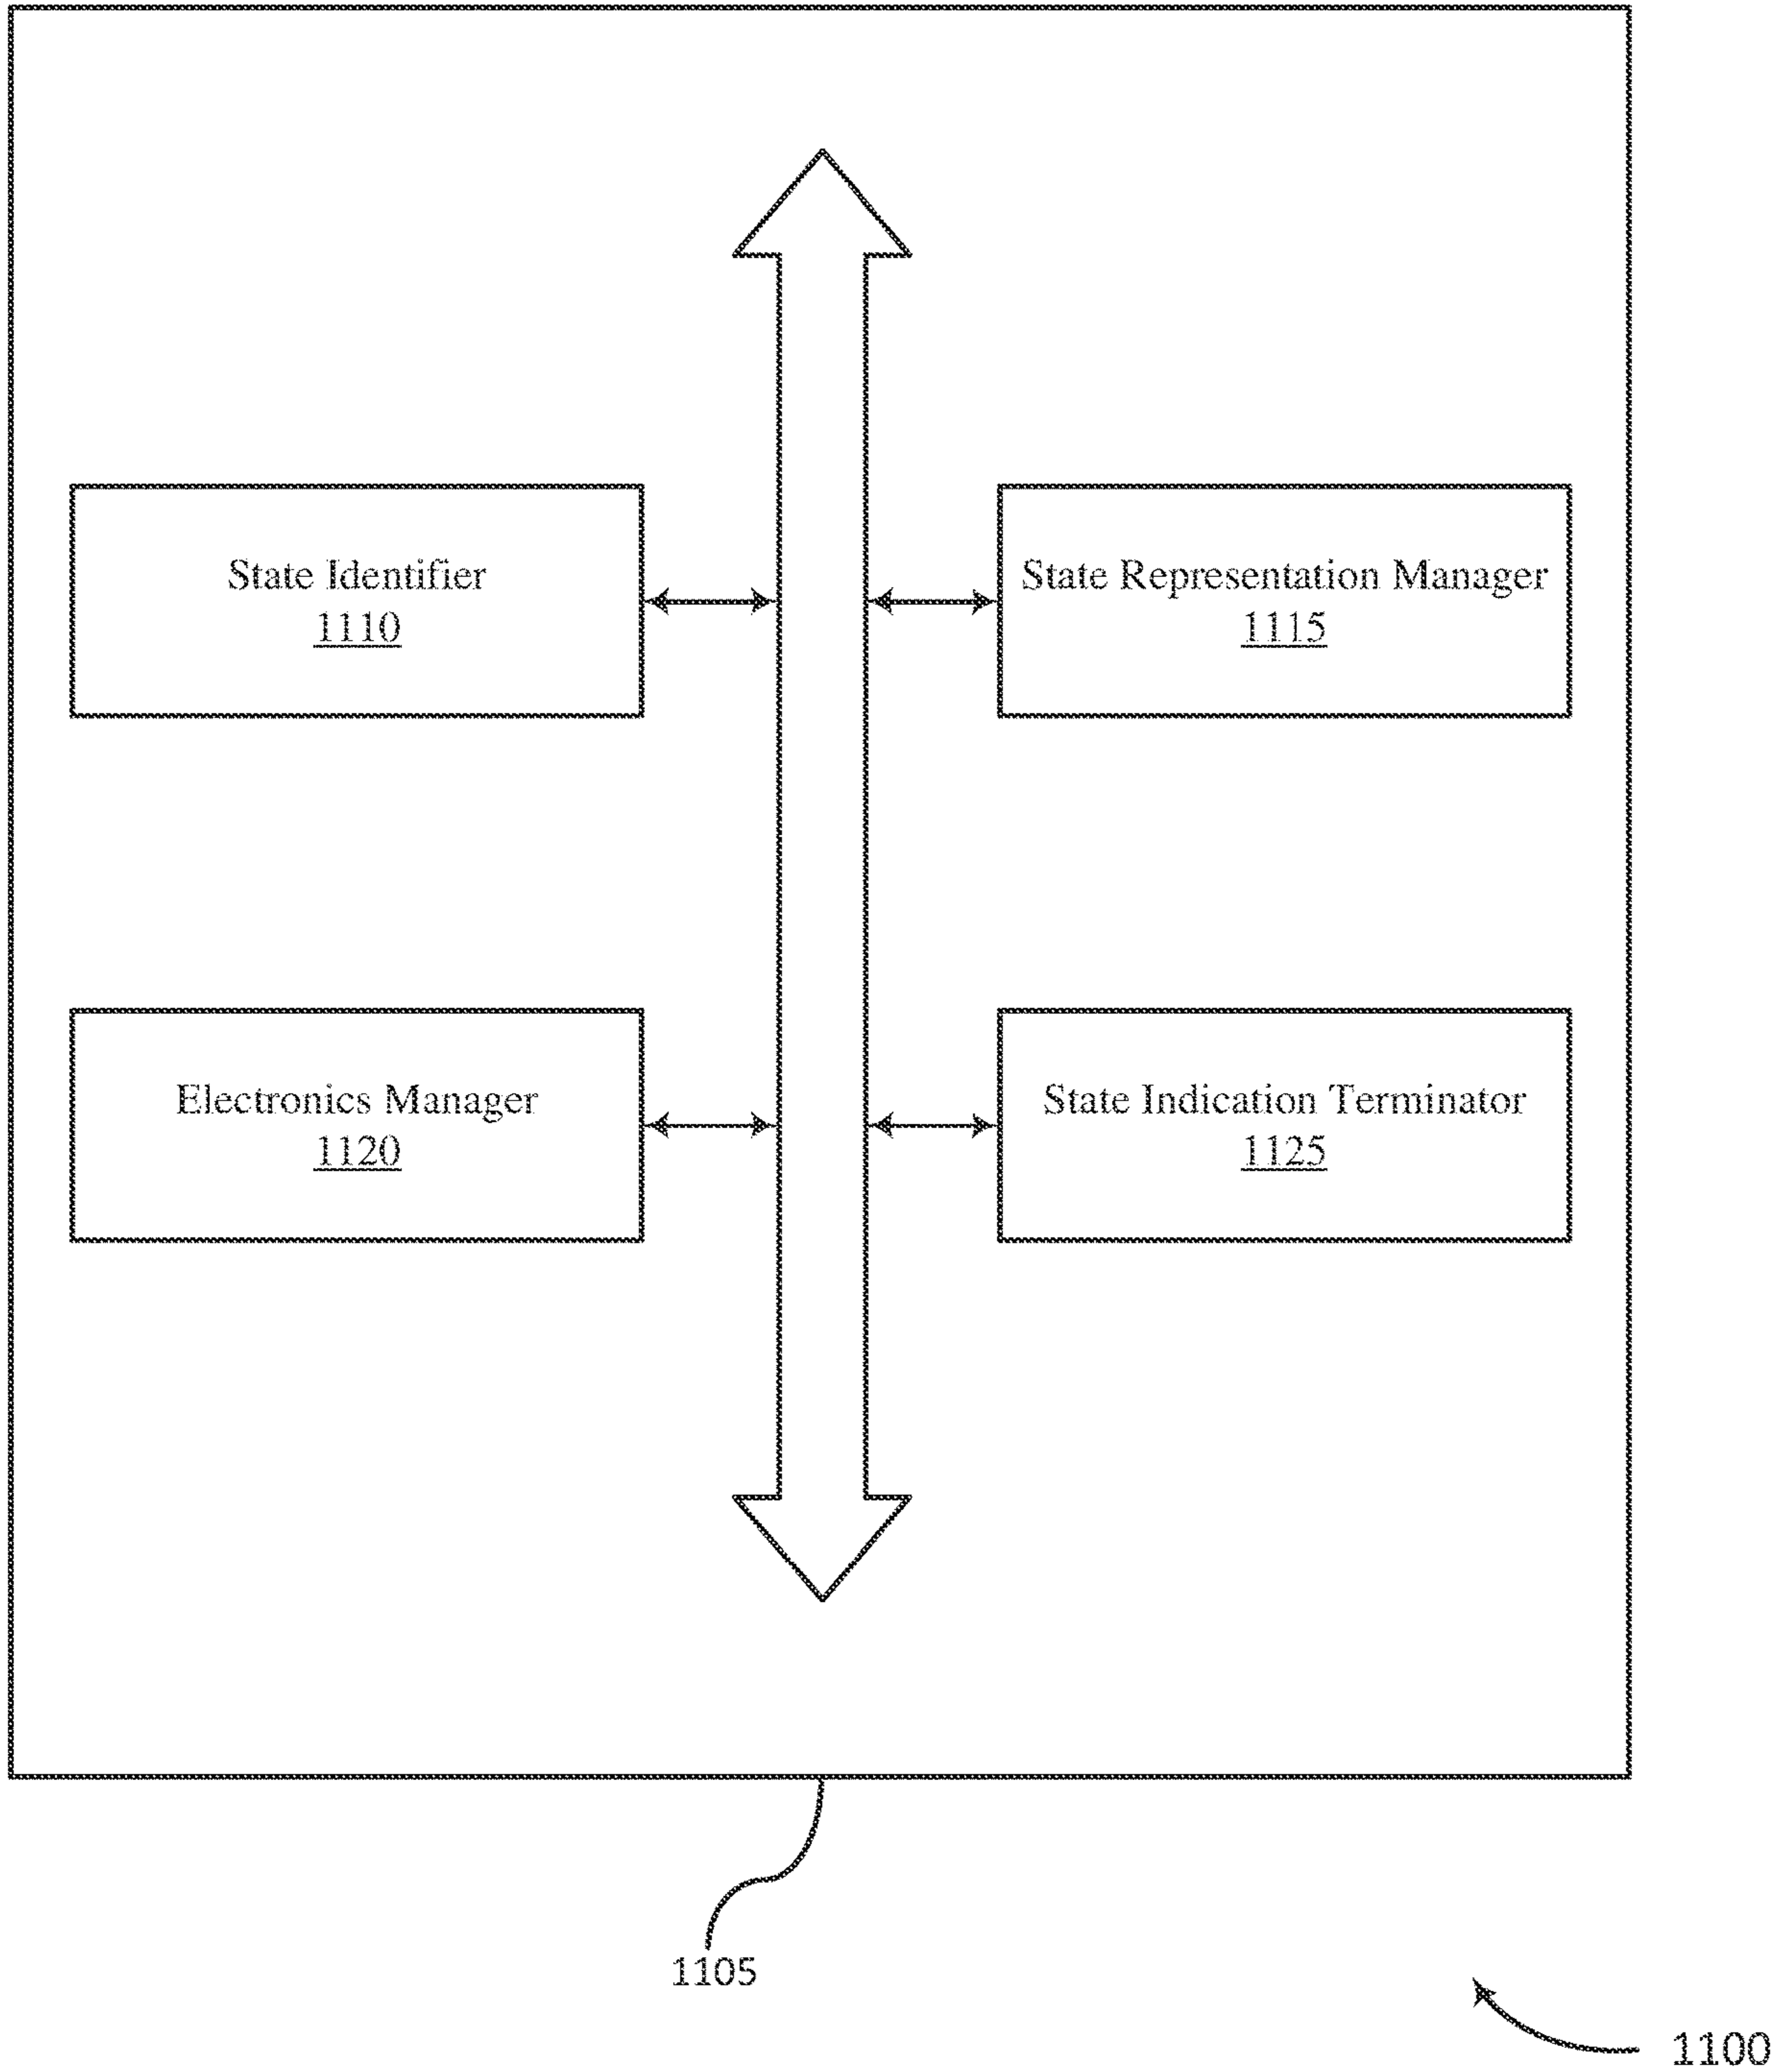 State Identifier
1110
State Representation Manager
1115
Electronics Manager
1120
State Indication Terminator
1125
1105
1100